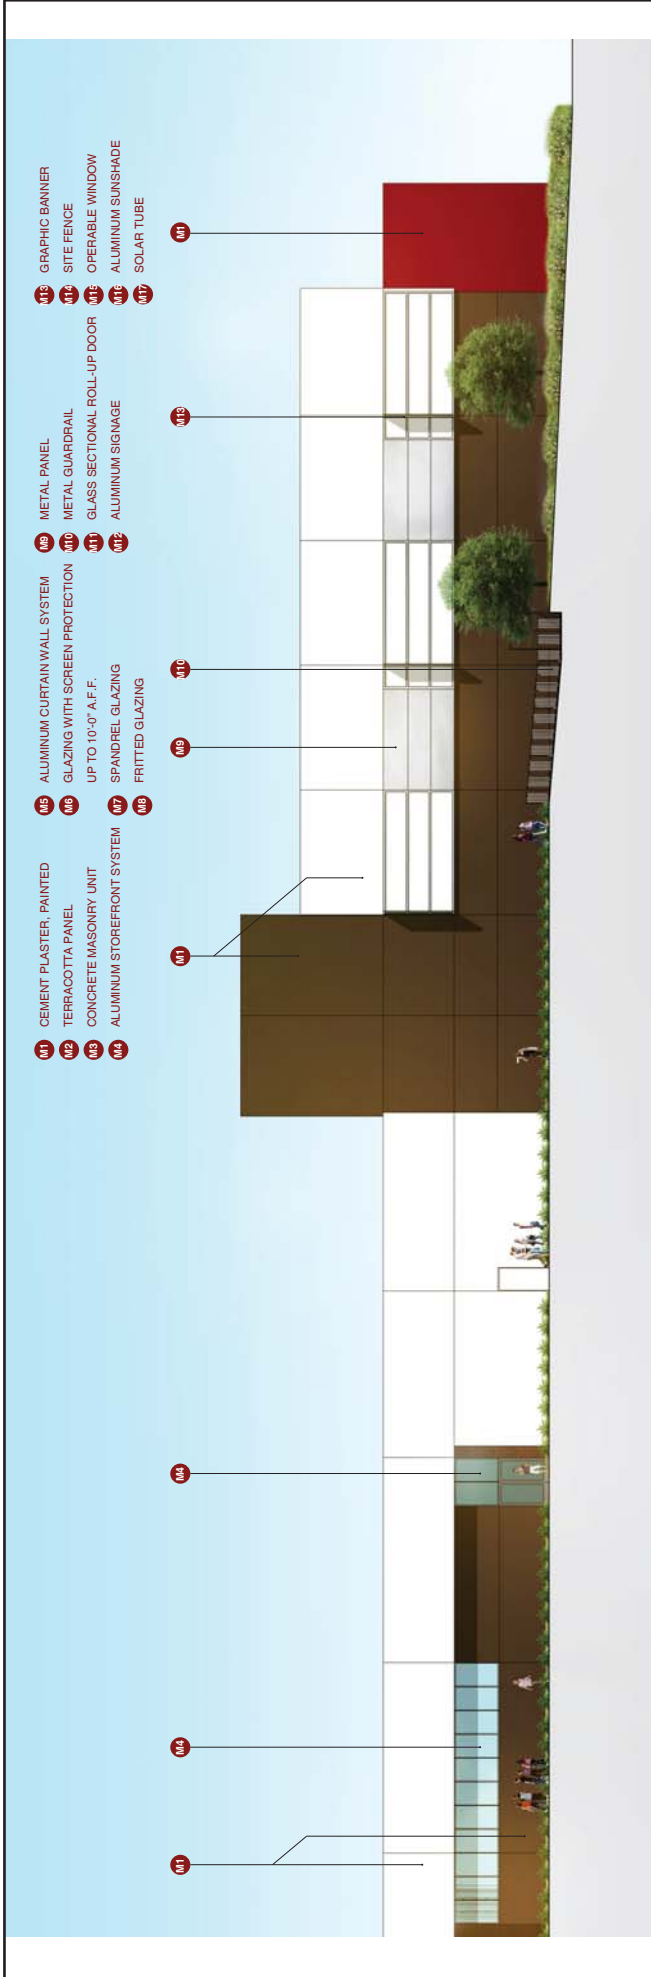 M1 CEMENT PLASTER, PAINTED
M2 TERRACOTTA PANEL
M3 CONCRETE MASONRY UNIT
M4 ALUMINUM STOREFRONT SYSTEM
M5 ALUMINUM CURTAIN WALL SYSTEM
M6 GLAZING WITH SCREEN PROTECTION
UP TO 10'-0" A.F.F.
M7 SPANDREL GLAZING
M8 FRITTED GLAZING
M9 METAL PANEL
M10 METAL GUARDRAIL
M11 GLASS SECTIONAL ROLL-UP DOOR
M12 ALUMINUM SIGNAGE
M13 GRAPHIC BANNER
M14 SITE FENCE
M15 OPERABLE WINDOW
M16 ALUMINUM SUNSHADE
M17 SOLAR TUBE
M1
M4
M4
M1
M9
M10
M13
M1